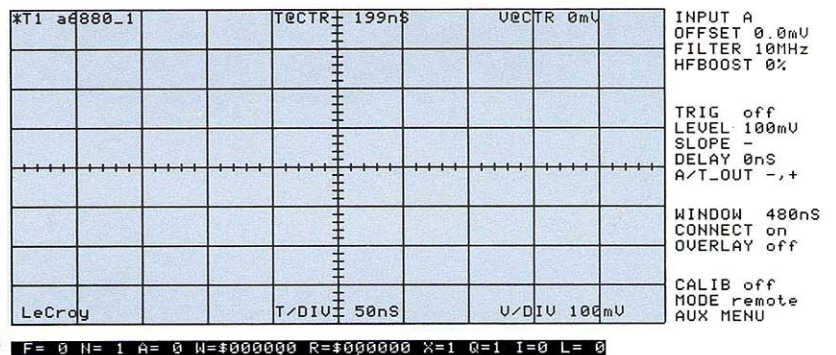 *T1 a6880_1 T@CTR 199nS V@CTR 0mV
LeCroy T/DIV 50nS V/DIV 100mV
INPUT A
OFFSET 0.0mV
FILTER 10MHz
HFBOOST 0%
TRIG off
LEVEL 100mV
SLOPE -
DELAY 0nS
A/T_OUT -,+
WINDOW 480nS
CONNECT on
OVERLAY off
CALIB off
MODE remote
AUX MENU
F= 0 N= 1 A= 0 W=$000000 R=$000000 X=1 Q=1 I=0 L= 0